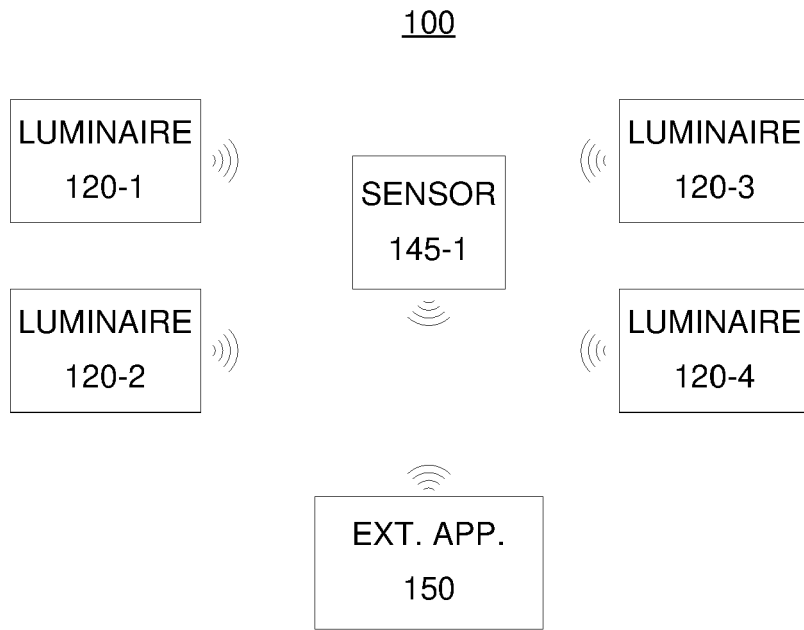 100
LUMINAIRE
120-1
LUMINAIRE
120-3
SENSOR
145-1
LUMINAIRE
120-2
LUMINAIRE
120-4
EXT. APP.
150